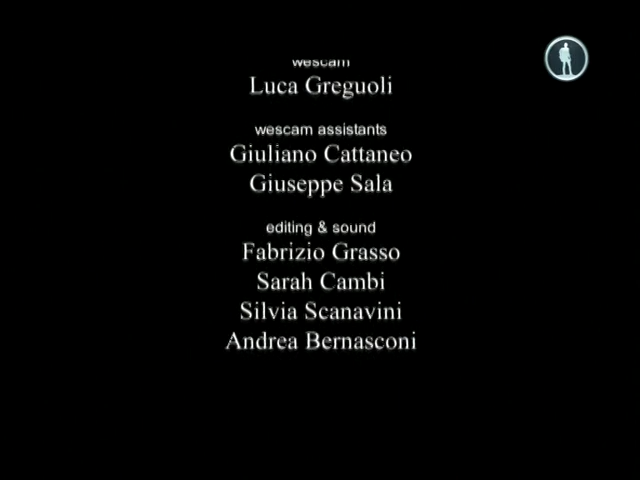 wescam
Luca Greguoli
wescam assistants
Giuliano Cattaneo
Giuseppe Sala
editing & sound
Fabrizio Grasso
Sarah Cambi
Silvia Scanavini
Andrea Bernasconi